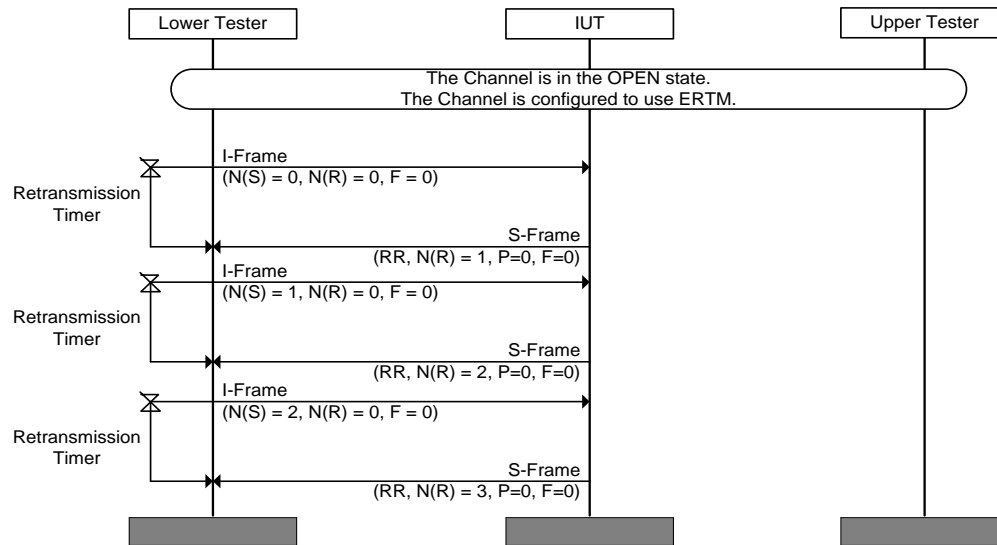 Lower Tester
IUT
Upper Tester
The Channel is in the OPEN state.
The Channel is configured to use ERTM.
I-Frame
(N(S) = 0, N(R) = 0, F = 0)
Retransmission
Timer
S-Frame
(RR, N(R) = 1, P=0, F=0)
I-Frame
(N(S) = 1, N(R) = 0, F = 0)
Retransmission
Timer
S-Frame
(RR, N(R) = 2, P=0, F=0)
I-Frame
(N(S) = 2, N(R) = 0, F = 0)
Retransmission
Timer
S-Frame
(RR, N(R) = 3, P=0, F=0)